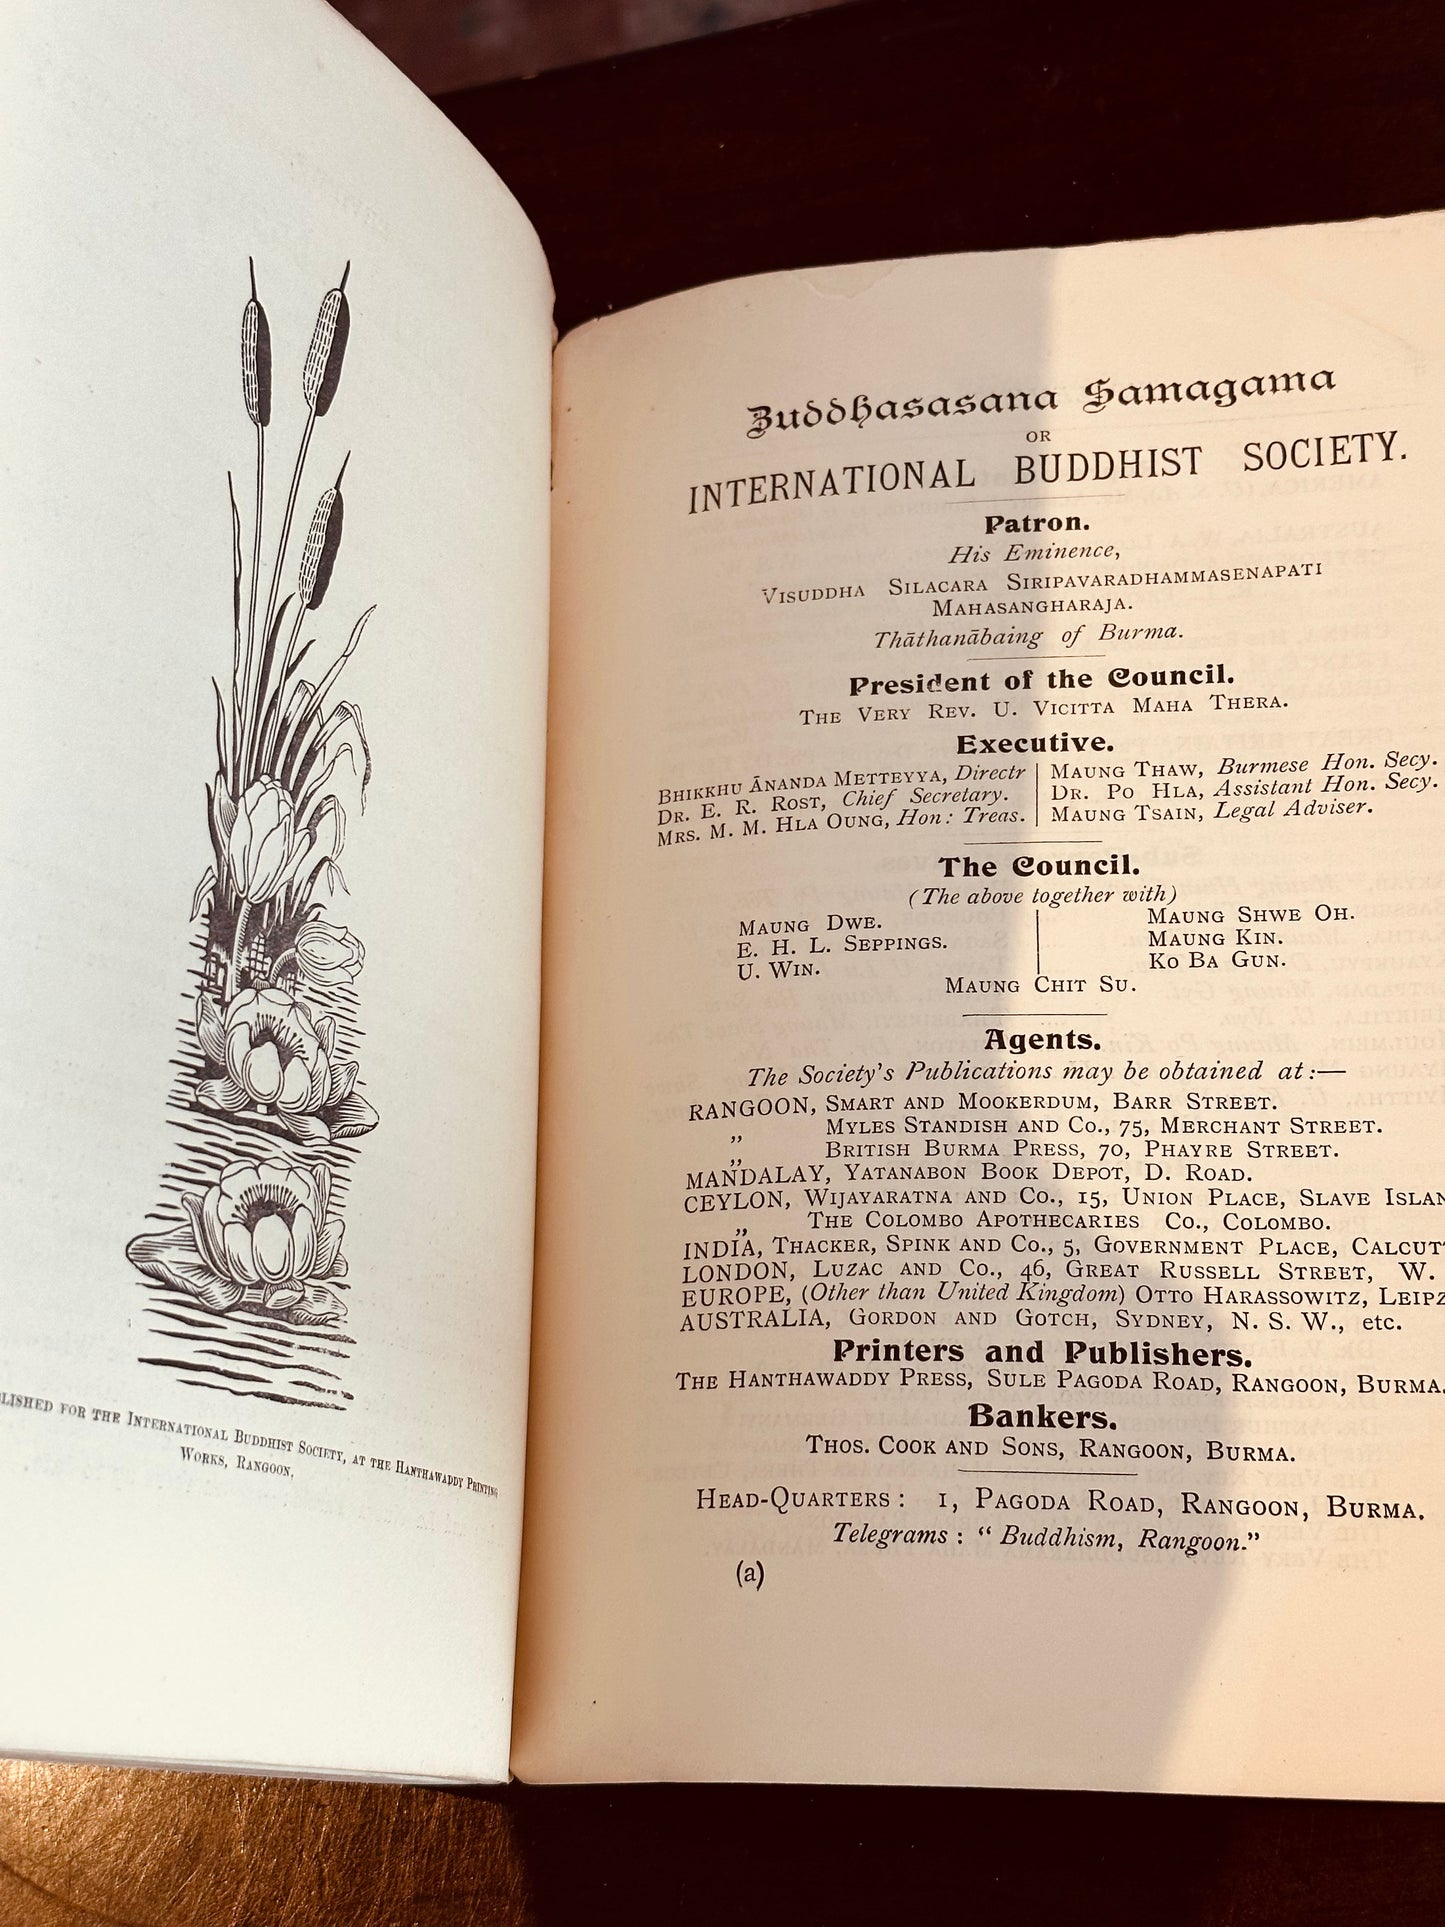 LISHED FOR THE INTERNATIONAL BUDDHIST SOCIETY, AT THE HANTHAWADDY PRINTING
WORKS, RANGOON.
Buddhasasana Samagama
OR
INTERNATIONAL BUDDHIST SOCIETY.
Patron.
His Eminence,
VISUDDHA SILACARA SIRIPAVARADHAMMASENAPATI
MAHASANGHARAJA.
Thāthanābaing of Burma.
President of the Council.
THE VERY REV. U. VICITTA MAHA THERA.
Executive.
BHIKKHU ĀNANDA METTEYYA, Directr
DR. E. R. ROST, Chief Secretary.
MRS. M. M. HLA OUNG, Hon: Treas.
MAUNG THAW, Burmese Hon. Secy.
DR. PO HLA, Assistant Hon. Secy.
MAUNG TSAIN, Legal Adviser.
The Council.
(The above together with)
MAUNG DWE.
E. H. L. SEPPINGS.
U. WIN.
MAUNG SHWE OH.
MAUNG KIN.
KO BA GUN.
MAUNG CHIT SU.
Agents.
The Society's Publications may be obtained at :—
RANGOON, SMART AND MOOKERDUM, BARR STREET.
„ MYLES STANDISH AND CO., 75, MERCHANT STREET.
„ BRITISH BURMA PRESS, 70, PHAYRE STREET.
MANDALAY, YATANABON BOOK DEPOT, D. ROAD.
CEYLON, WIJAYARATNA AND CO., 15, UNION PLACE, SLAVE ISLAN
„ THE COLOMBO APOTHECARIES CO., COLOMBO.
INDIA, THACKER, SPINK AND CO., 5, GOVERNMENT PLACE, CALCUT
LONDON, LUZAC AND CO., 46, GREAT RUSSELL STREET, W.
EUROPE, (Other than United Kingdom) OTTO HARASSOWITZ, LEIPZ
AUSTRALIA, GORDON AND GOTCH, SYDNEY, N. S. W., etc.
Printers and Publishers.
THE HANTHAWADDY PRESS, SULE PAGODA ROAD, RANGOON, BURMA.
Bankers.
THOS. COOK AND SONS, RANGOON, BURMA.
HEAD-QUARTERS : 1, PAGODA ROAD, RANGOON, BURMA.
Telegrams : “ Buddhism, Rangoon.”
(a)